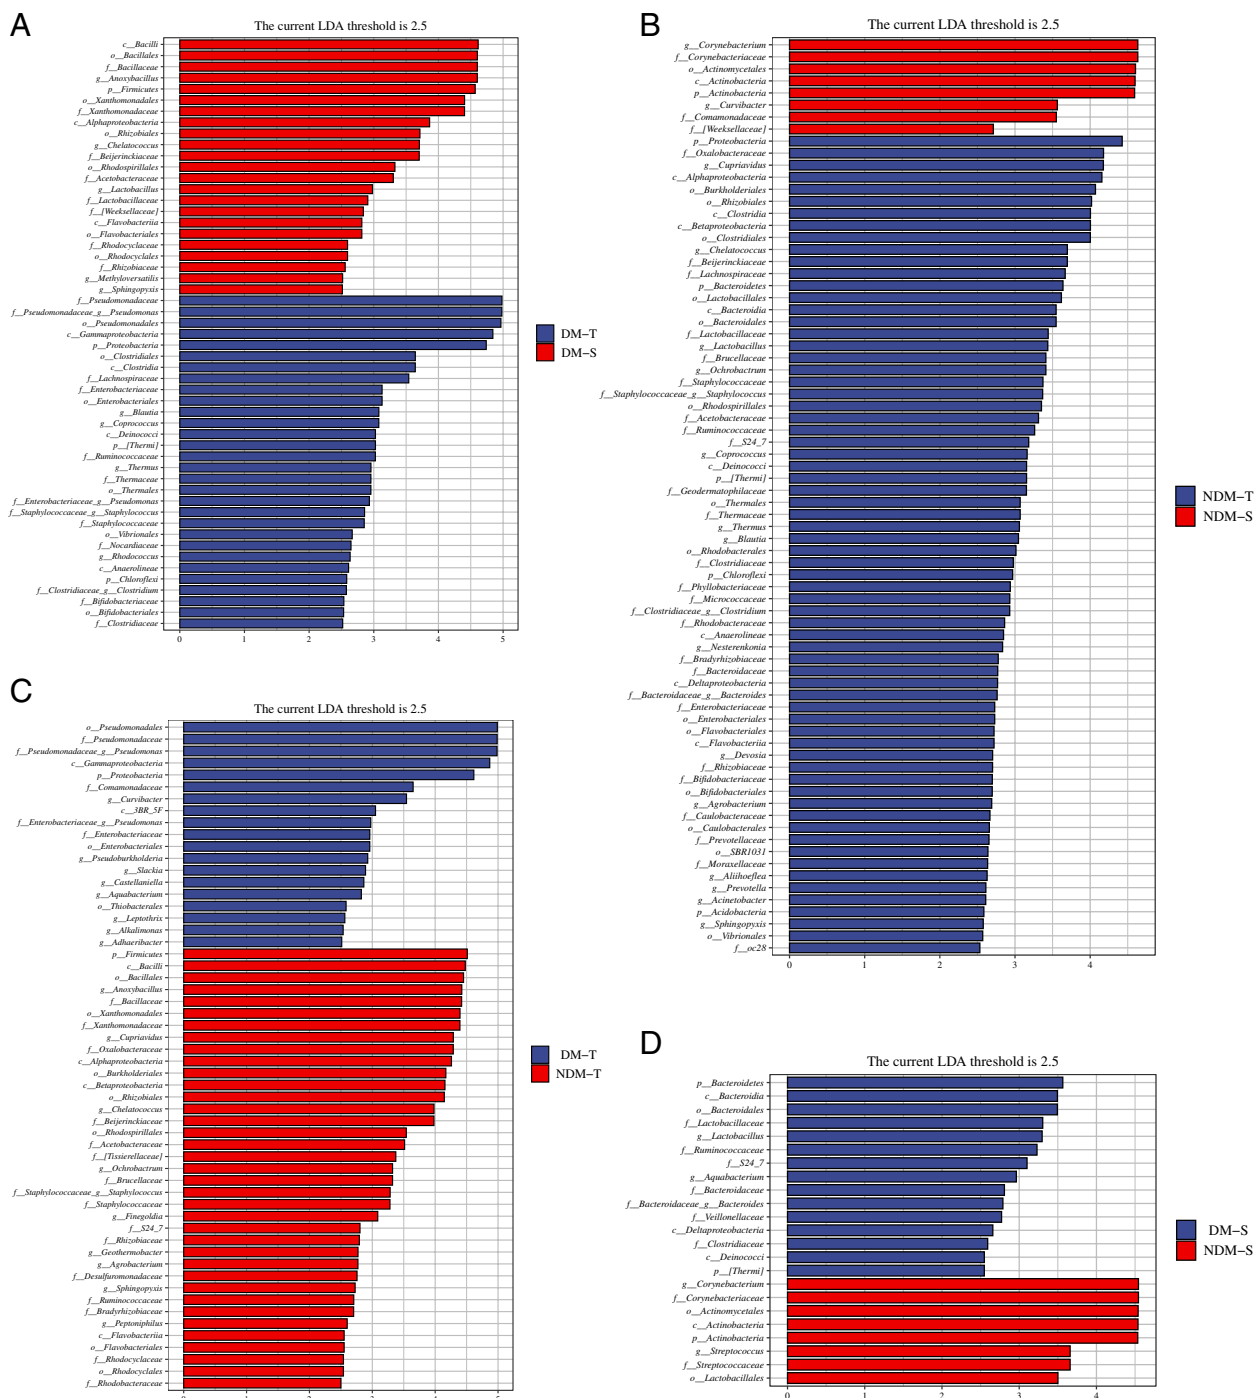 A
The current LDA threshold is 2.5
c__Bacilli
o__Bacillales
f__Bacillaceae
g__Anoxybacillus
p__Firmicutes
o__Xanthomonadales
f__Xanthomonadaceae
c__Alphaproteobacteria
o__Rhizobiales
g__Chelatococcus
f__Beijerinckiaceae
o__Rhodospirillales
f__Acetobacteraceae
g__Lactobacillus
f__Lactobacillaceae
f__[Weeksellaceae]
c__Flavobacteriia
o__Flavobacteriales
f__Rhodocyclaceae
o__Rhodocyclales
f__Rhizobiaceae
g__Methyloversatilis
g__Sphingopyxis
f__Pseudomonadaceae
f__Pseudomonadaceae_g__Pseudomonas
o__Pseudomonadales
c__Gammaproteobacteria
p__Proteobacteria
o__Clostridiales
c__Clostridia
f__Lachnospiraceae
f__Enterobacteriaceae
o__Enterobacteriales
g__Blautia
g__Coprococcus
c__Deinococci
p__[Thermi]
f__Ruminococcaceae
g__Thermus
f__Thermaceae
o__Thermales
f__Enterobacteriaceae_g__Pseudomonas
f__Staphylococcaceae_g__Staphylococcus
f__Staphylococcaceae
o__Vibrionales
f__Nocardiaceae
g__Rhodococcus
c__Anaerolineae
p__Chloroflexi
f__Clostridiaceae_g__Clostridium
f__Bifidobacteriaceae
o__Bifidobacteriales
f__Clostridiaceae
0 1 2 3 4 5
DM−T
DM−S
B
The current LDA threshold is 2.5
g__Corynebacterium
f__Corynebacteriaceae
o__Actinomycetales
c__Actinobacteria
p__Actinobacteria
g__Curvibacter
f__Comamonadaceae
f__[Weeksellaceae]
p__Proteobacteria
f__Oxalobacteraceae
g__Cupriavidus
c__Alphaproteobacteria
o__Burkholderiales
o__Rhizobiales
c__Clostridia
c__Betaproteobacteria
o__Clostridiales
g__Chelatococcus
f__Beijerinckiaceae
f__Lachnospiraceae
p__Bacteroidetes
o__Lactobacillales
c__Bacteroidia
o__Bacteroidales
f__Lactobacillaceae
g__Lactobacillus
f__Brucellaceae
g__Ochrobactrum
f__Staphylococcaceae
f__Staphylococcaceae_g__Staphylococcus
o__Rhodospirillales
f__Acetobacteraceae
f__Ruminococcaceae
f__S24_7
g__Coprococcus
c__Deinococci
p__[Thermi]
f__Geodermatophilaceae
o__Thermales
f__Thermaceae
g__Thermus
g__Blautia
o__Rhodobacterales
f__Clostridiaceae
p__Chloroflexi
f__Phyllobacteriaceae
f__Micrococcaceae
f__Clostridiaceae_g__Clostridium
f__Rhodobacteraceae
c__Anaerolineae
g__Nesterenkonia
f__Bradyrhizobiaceae
f__Bacteroidaceae
c__Deltaproteobacteria
f__Bacteroidaceae_g__Bacteroides
f__Enterobacteriaceae
o__Enterobacteriales
o__Flavobacteriales
c__Flavobacteriia
g__Devosia
f__Rhizobiaceae
f__Bifidobacteriaceae
o__Bifidobacteriales
g__Agrobacterium
f__Caulobacteraceae
o__Caulobacterales
f__Prevotellaceae
o__SBR1031
f__Moraxellaceae
g__Aliihoeflea
g__Prevotella
g__Acinetobacter
p__Acidobacteria
g__Sphingopyxis
o__Vibrionales
f__oc28
0 1 2 3 4
NDM−T
NDM−S
C
The current LDA threshold is 2.5
o__Pseudomonadales
f__Pseudomonadaceae
f__Pseudomonadaceae_g__Pseudomonas
c__Gammaproteobacteria
p__Proteobacteria
f__Comamonadaceae
g__Curvibacter
c__3BR_5F
f__Enterobacteriaceae_g__Pseudomonas
f__Enterobacteriaceae
o__Enterobacteriales
g__Pseudoburkholderia
g__Slackia
g__Castellaniella
g__Aquabacterium
o__Thiobacterales
g__Leptothrix
g__Alkalimonas
g__Adhaeribacter
p__Firmicutes
c__Bacilli
o__Bacillales
g__Anoxybacillus
f__Bacillaceae
o__Xanthomonadales
f__Xanthomonadaceae
g__Cupriavidus
f__Oxalobacteraceae
c__Alphaproteobacteria
o__Burkholderiales
c__Betaproteobacteria
o__Rhizobiales
g__Chelatococcus
f__Beijerinckiaceae
o__Rhodospirillales
f__Acetobacteraceae
f__[Tissierellaceae]
g__Ochrobactrum
f__Brucellaceae
f__Staphylococcaceae_g__Staphylococcus
f__Staphylococcaceae
g__Finegoldia
f__S24_7
f__Rhizobiaceae
g__Geothermobacter
g__Agrobacterium
f__Desulfuromonadaceae
g__Sphingopyxis
f__Ruminococcaceae
f__Bradyrhizobiaceae
g__Peptoniphilus
c__Flavobacteriia
o__Flavobacteriales
f__Rhodocyclaceae
o__Rhodocyclales
f__Rhodobacteraceae
0 1 2 3 4 5
DM−T
NDM−T
D
The current LDA threshold is 2.5
p__Bacteroidetes
c__Bacteroidia
o__Bacteroidales
f__Lactobacillaceae
g__Lactobacillus
f__Ruminococcaceae
f__S24_7
g__Aquabacterium
f__Bacteroidaceae
f__Bacteroidaceae_g__Bacteroides
f__Veillonellaceae
c__Deltaproteobacteria
f__Clostridiaceae
c__Deinococci
p__[Thermi]
g__Corynebacterium
f__Corynebacteriaceae
o__Actinomycetales
c__Actinobacteria
p__Actinobacteria
g__Streptococcus
f__Streptococcaceae
o__Lactobacillales
0 1 2 3 4
DM−S
NDM−S